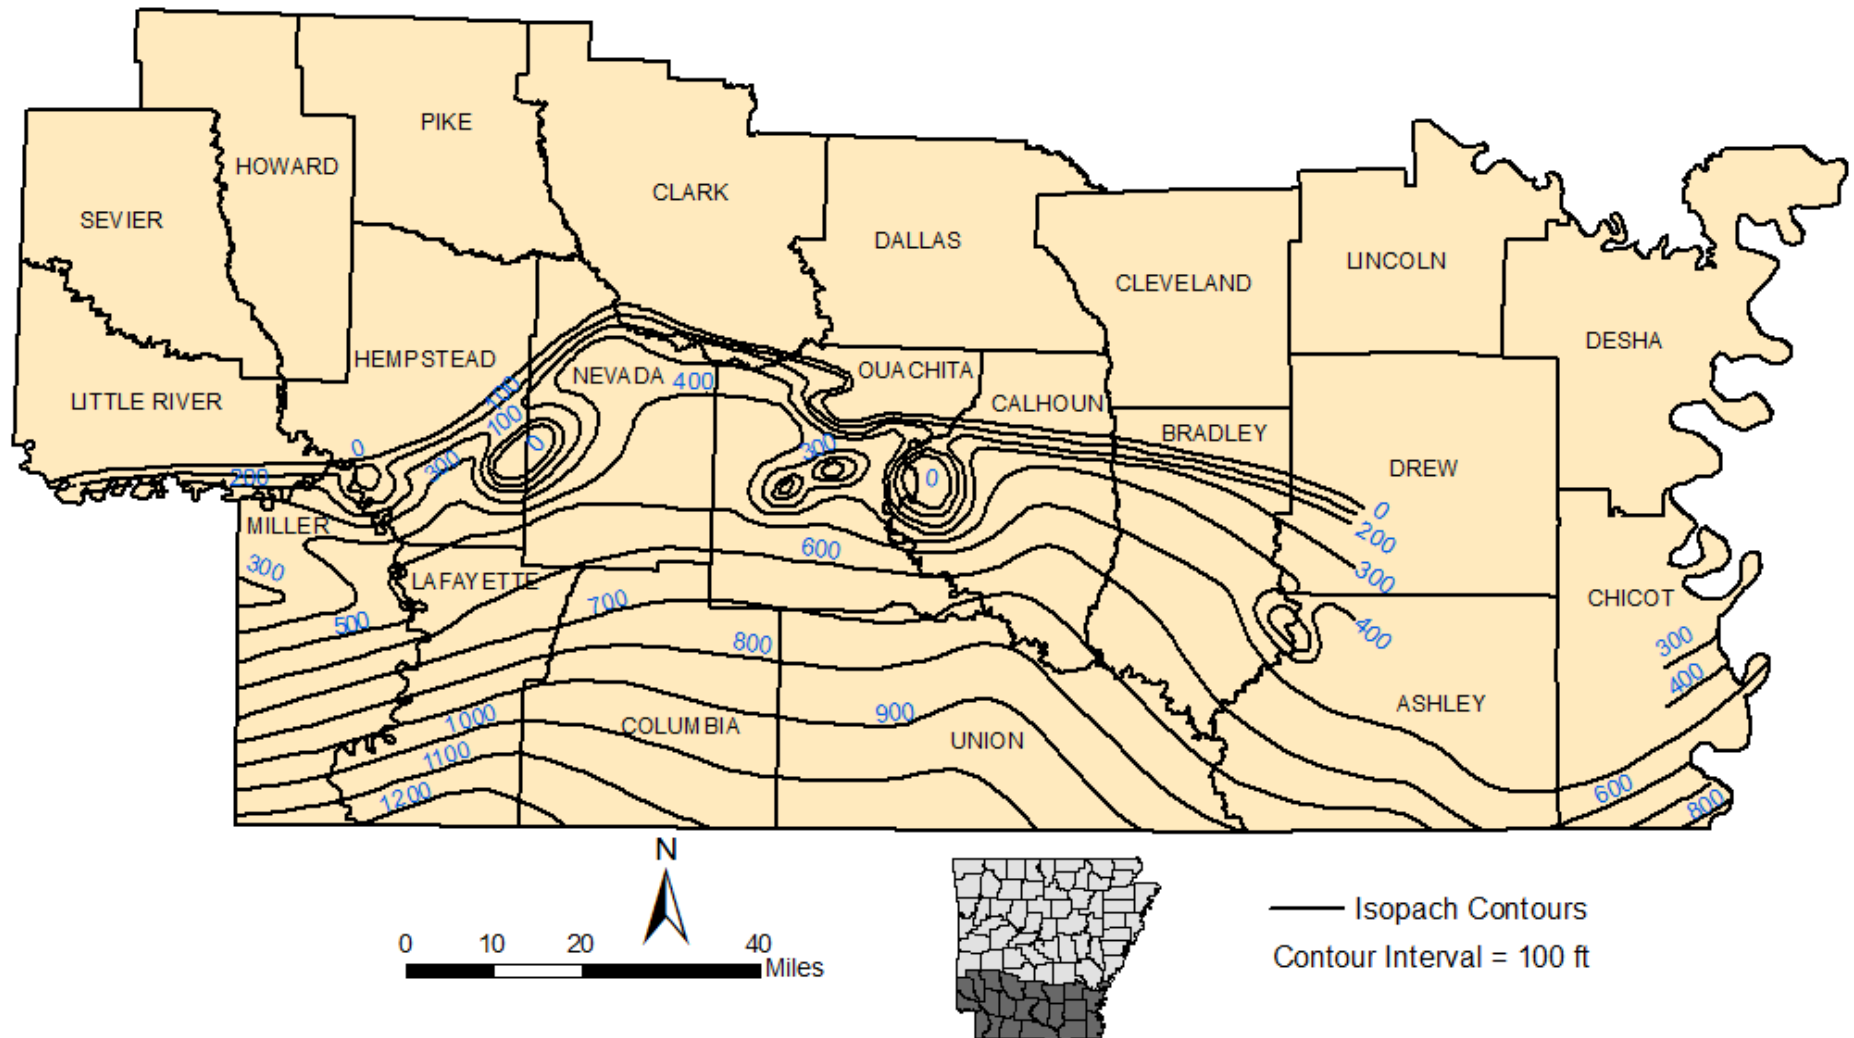 PIKE
HOWARD
CLARK
SEVIER
DALLAS
LINCOLN
CLEVELAND
DESHA
HEMPSTEAD
OUACHITA
NEVADA
400
100
LITTLE RIVER
CALHOUN
100
BRADLEY
0
0
300
300
DREW
200
0
0
MILLER
200
600
300
300
LAFAYETTE
700
CHICOT
500
400
800
300
400
1000
COLUMBIA
900
UNION
ASHLEY
1100
1200
600
800
N
0 10 20 40
Miles
Isopach Contours
Contour Interval = 100 ft